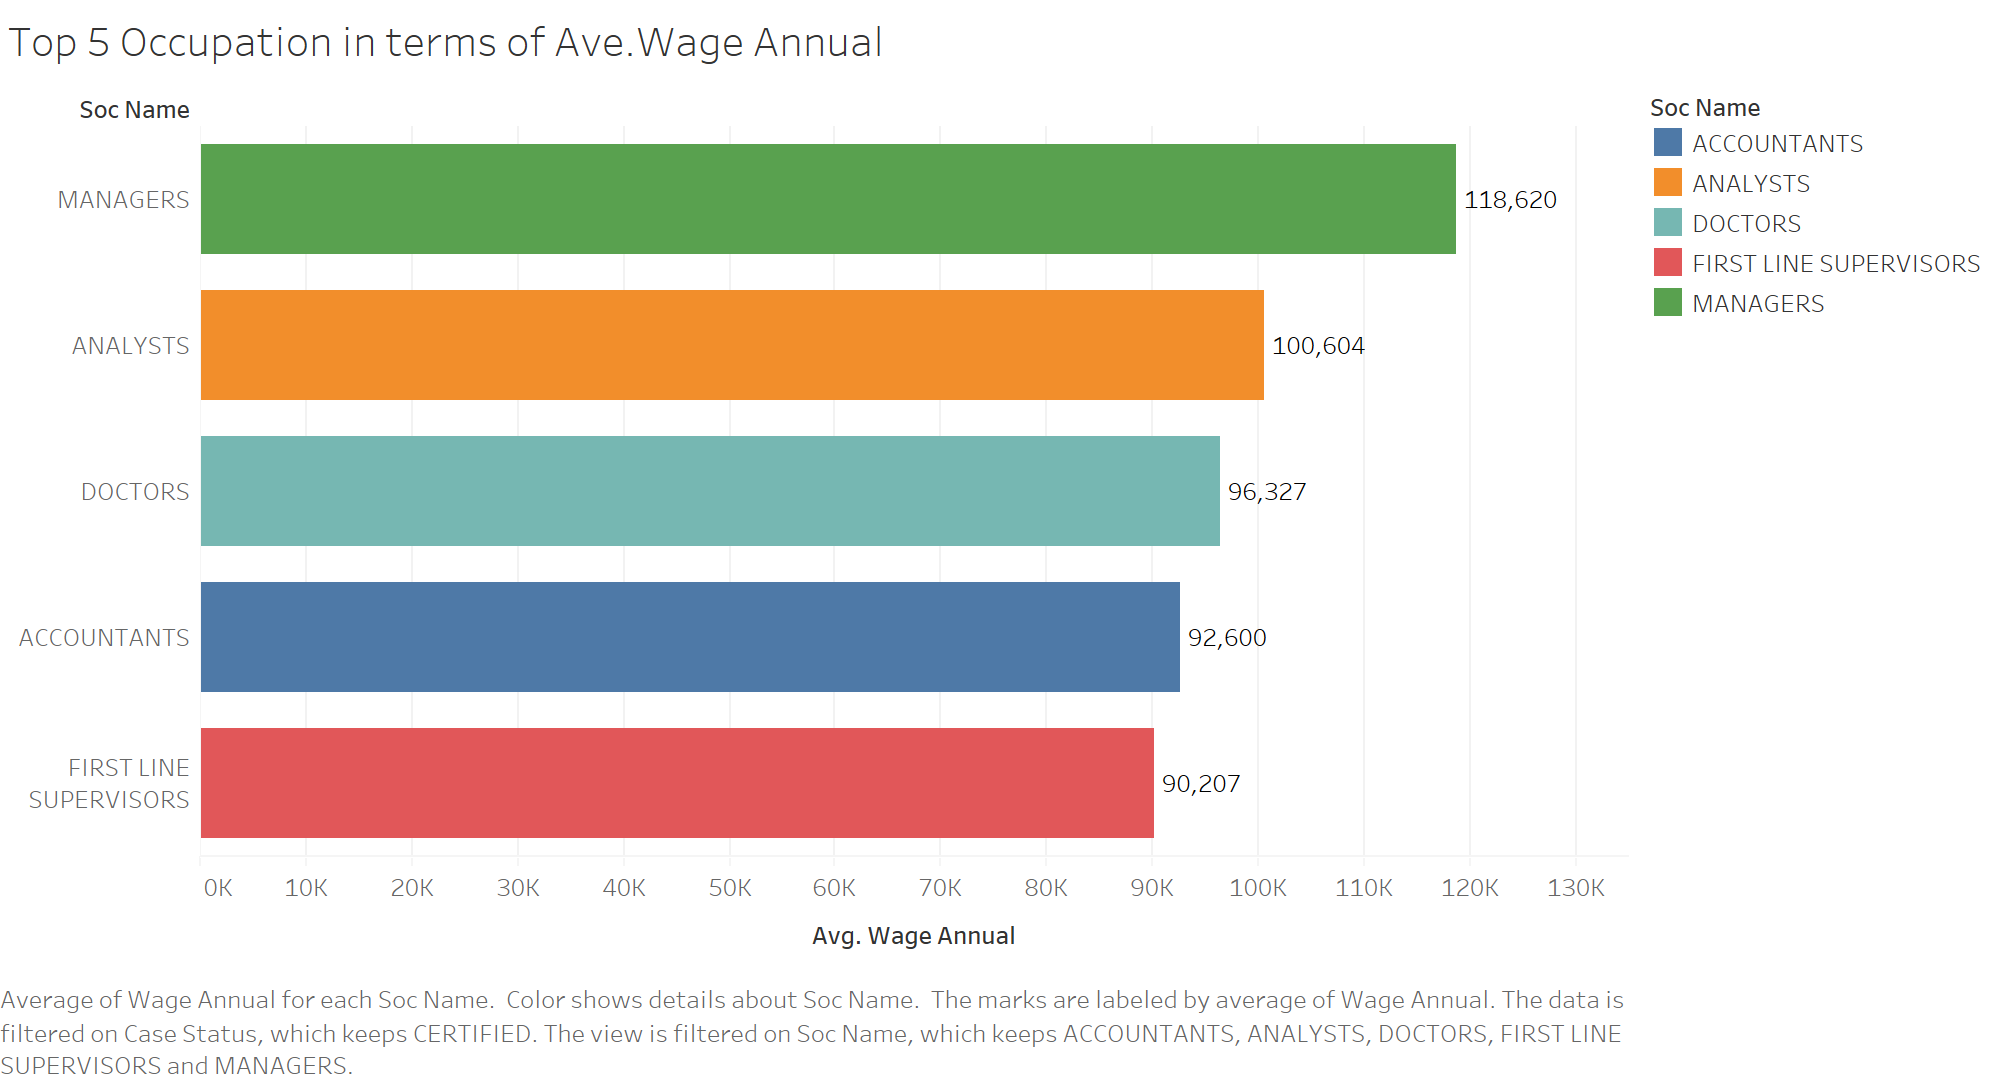 Top 5 Occupation in terms of Ave.Wage Annual
Soc Name
MANAGERS
118,620
ANALYSTS
100,604
DOCTORS
96,327
ACCOUNTANTS
92,600
FIRST LINE
SUPERVISORS
90,207
0K 10K 20K 30K 40K 50K 60K 70K 80K 90K 100K 110K 120K 130K
Avg. Wage Annual
Soc Name
ACCOUNTANTS
ANALYSTS
DOCTORS
FIRST LINE SUPERVISORS
MANAGERS
Average of Wage Annual for each Soc Name.  Color shows details about Soc Name.  The marks are labeled by average of Wage Annual. The data is
filtered on Case Status, which keeps CERTIFIED. The view is filtered on Soc Name, which keeps ACCOUNTANTS, ANALYSTS, DOCTORS, FIRST LINE
SUPERVISORS and MANAGERS.